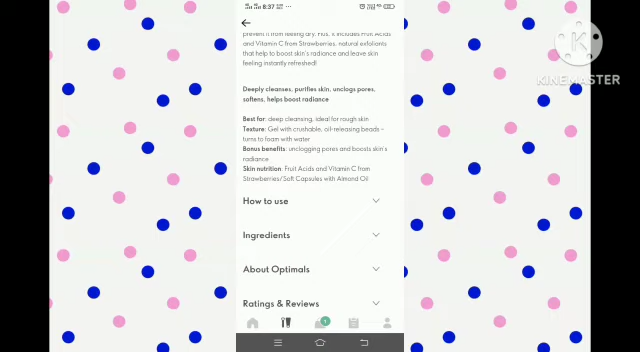 8:37
prevent it from feeling dry. Plus, it includes Fruit Acids
and Vitamin C from Strawberries, natural exfoliants
that help to boost skin's radiance and leave skin
feeling instantly refreshed!
Deeply cleanses, purifies skin, unclogs pores,
softens, helps boost radiance
Best for: deep cleansing, ideal for rough skin
Texture: Gel with crushable, oil-releasing beads –
turns to foam with water
Bonus benefits: unclogging pores and boosts skin's
radiance
Skin nutrition: Fruit Acids and Vitamin C from
Strawberries/Soft Capsules with Almond Oil
How to use
Ingredients
About Optimals
Ratings & Reviews
1
K
KINEMASTER